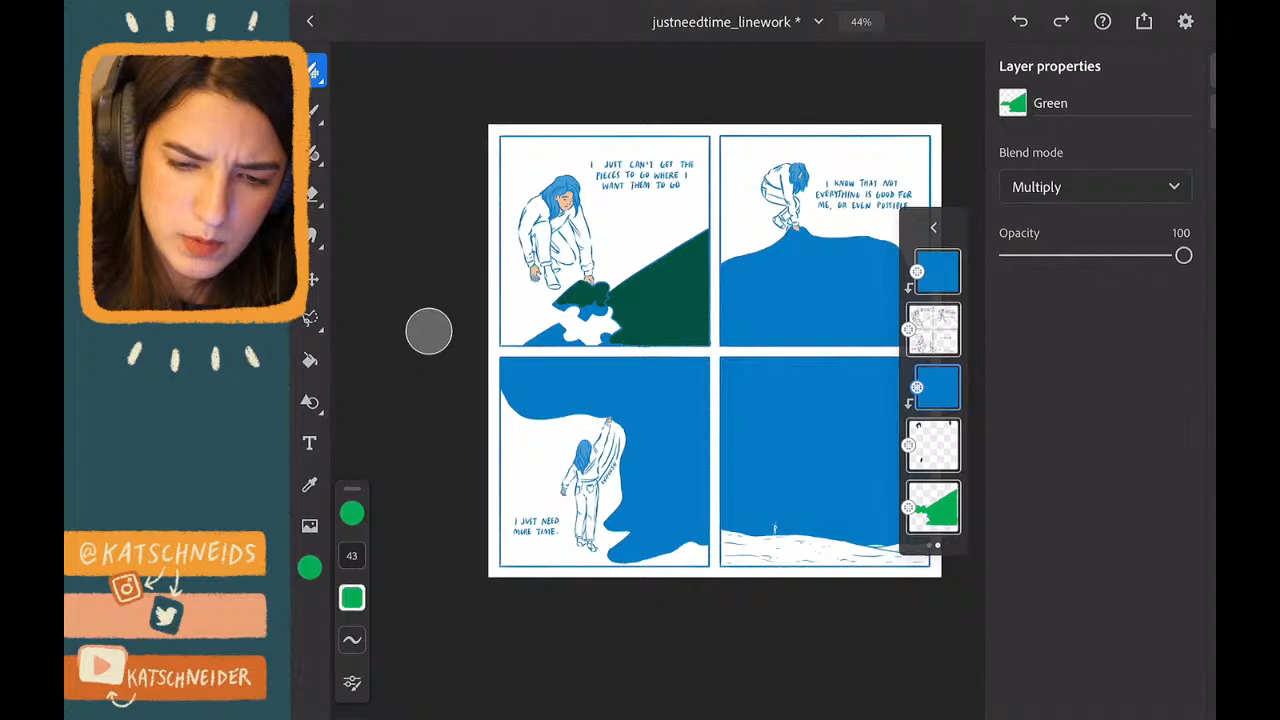 justneedtime_linework *
44%
Layer properties
Green
Blend mode
Multiply
Opacity
100
I JUST CAN'T GET THE
PIECES TO GO WHERE I
WANT THEM TO GO
I KNOW THAT NOT
EVERYTHING IS GOOD FOR
ME, OR EVEN POSSIBLE
I JUST NEED
MORE TIME.
43
T
@KATSCHNEIDS
KATSCHNEIDER